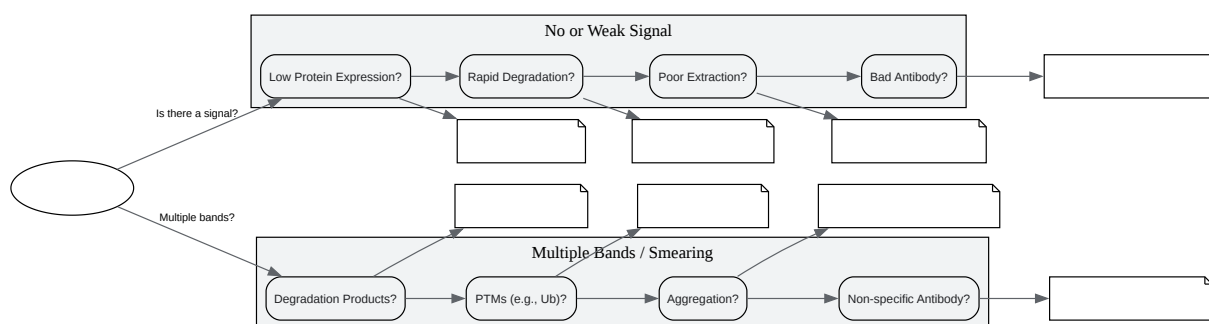 No or Weak Signal
Low Protein Expression?
Rapid Degradation?
Poor Extraction?
Bad Antibody?
Is there a signal?
Multiple bands?
Multiple Bands / Smearing
Degradation Products?
PTMs (e.g., Ub)?
Aggregation?
Non-specific Antibody?